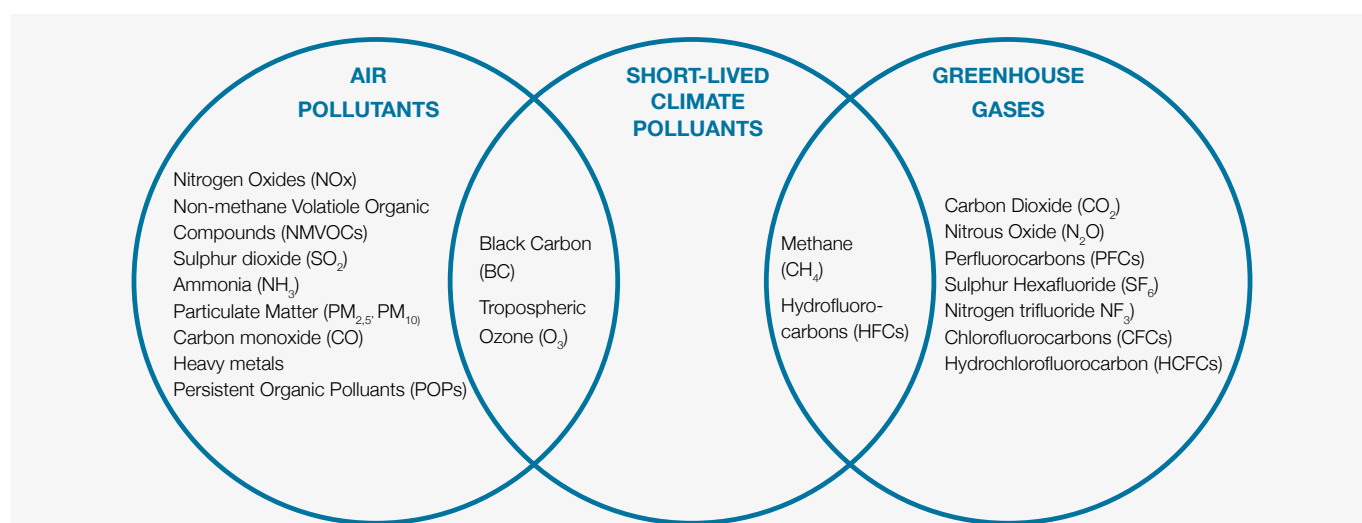 AIR
POLLUTANTS
Nitrogen Oxides (NOx)
Non-methane Volatiole Organic
Compounds (NMVOCs)
Sulphur dioxide (SO₂)
Ammonia (NH₃)
Particulate Matter (PM₂,₅, PM₁₀)
Carbon monoxide (CO)
Heavy metals
Persistent Organic Polluants (POPs)
Black Carbon
(BC)
Tropospheric
Ozone (O₃)
SHORT-LIVED
CLIMATE
POLLUANTS
Methane
(CH₄)
Hydrofluoro-
carbons (HFCs)
GREENHOUSE
GASES
Carbon Dioxide (CO₂)
Nitrous Oxide (N₂O)
Perfluorocarbons (PFCs)
Sulphur Hexafluoride (SF₆)
Nitrogen trifluoride NF₃)
Chlorofluorocarbons (CFCs)
Hydrochlorofluorocarbon (HCFCs)